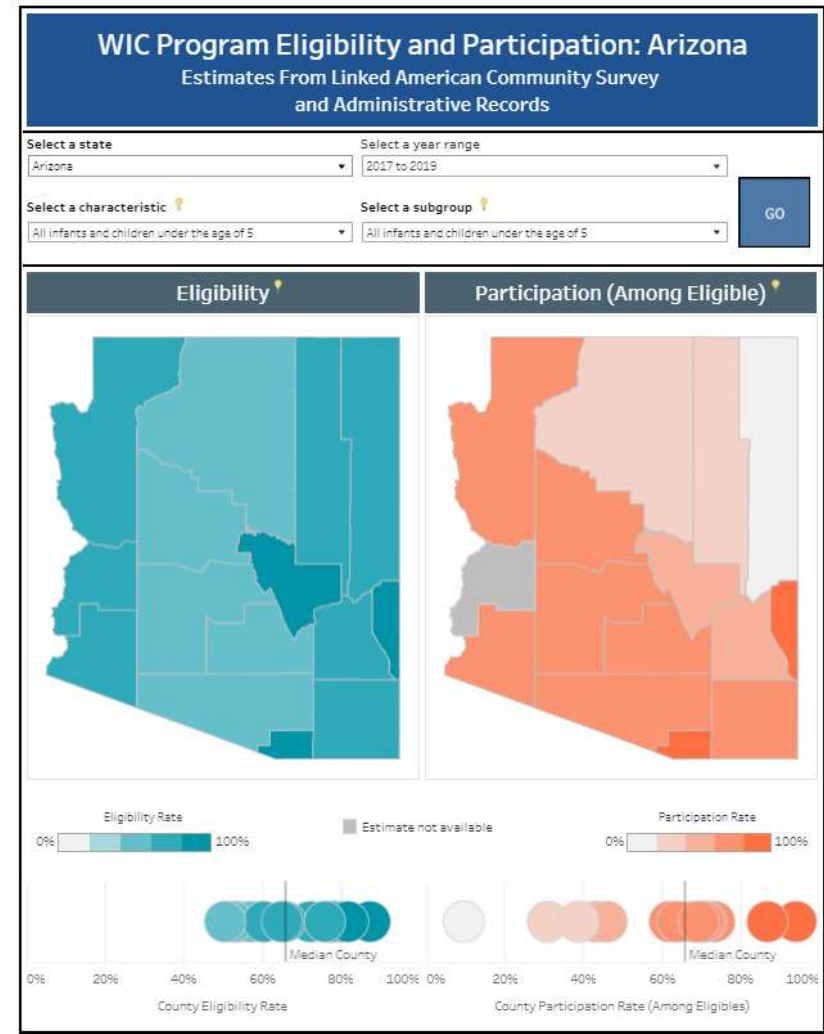 WIC Program Eligibility and Participation: Arizona
Estimates From Linked American Community Survey
and Administrative Records
Select a state
Select a year range
Arizona
2017 to 2019
Select a characteristic
Select a subgroup
All infants and children under the age of 5
All infants and children under the age of 5
GO
Eligibility
Participation (Among Eligible)
Eligibility Rate
0% 100%
Estimate not available
Participation Rate
0% 100%
Median County
Median County
0% 20% 40% 60% 80% 100%
0% 20% 40% 60% 80% 100%
County Eligibility Rate
County Participation Rate (Among Eligibles)